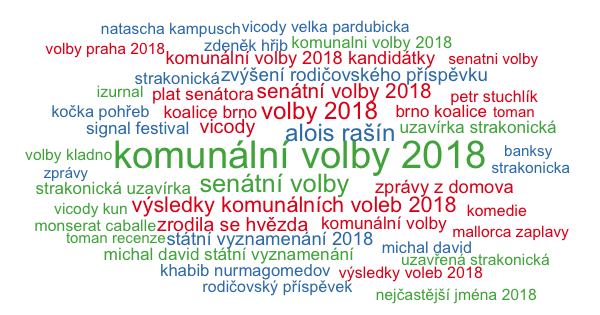 natascha kampusch vicody velka pardubicka
volby praha 2018 zdeněk hřib komunalni volby 2018
komunální volby 2018 kandidátky senatni volby
strakonická zvýšení rodičovského příspěvku
izurnal plat senátora senátní volby 2018 petr stuchlík
kočka pohřeb koalice brno volby 2018 brno koalice toman
signal festival vicody alois rašín uzavírka strakonická
volby kladno komunální volby 2018 banksy
zprávy strakonicka
strakonická uzavírka senátní volby zprávy z domova
vicody kun výsledky komunálních voleb 2018 komedie
monserat caballe zrodila se hvězda komunální volby mallorca zaplavy
toman recenze státní vyznamenání 2018 michal david
michal david státní vyznamenání uzavřená strakonická
khabib nurmagomedov výsledky voleb 2018
rodičovský příspěvek nejčastější jména 2018